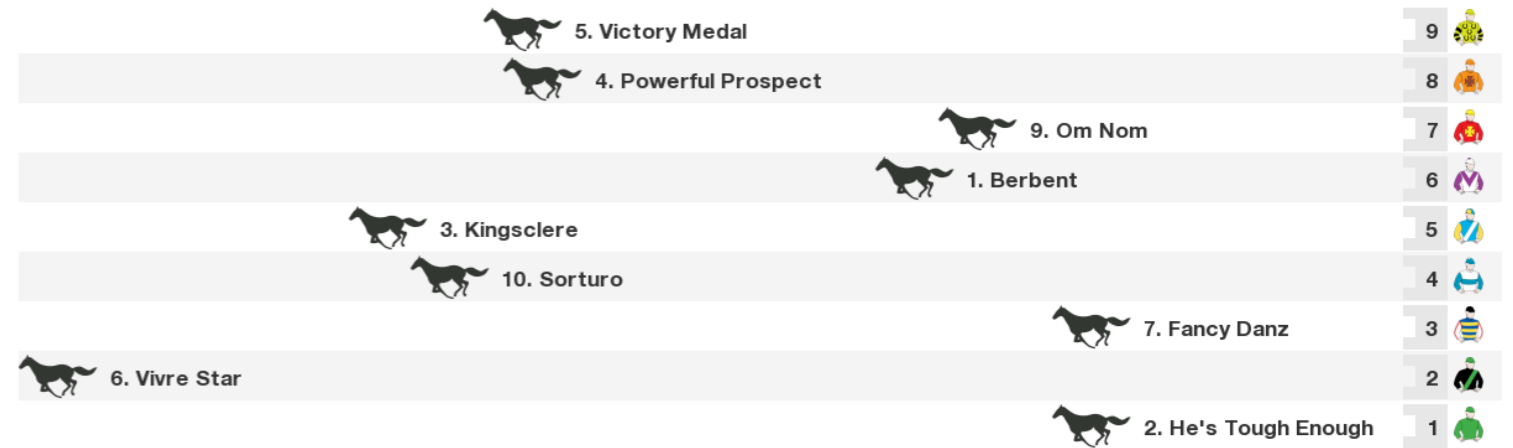 5. Victory Medal 9
4. Powerful Prospect 8
9. Om Nom 7
1. Berbent 6
3. Kingsclere 5
10. Sorturo 4
7. Fancy Danz 3
6. Vivre Star 2
2. He's Tough Enough 1